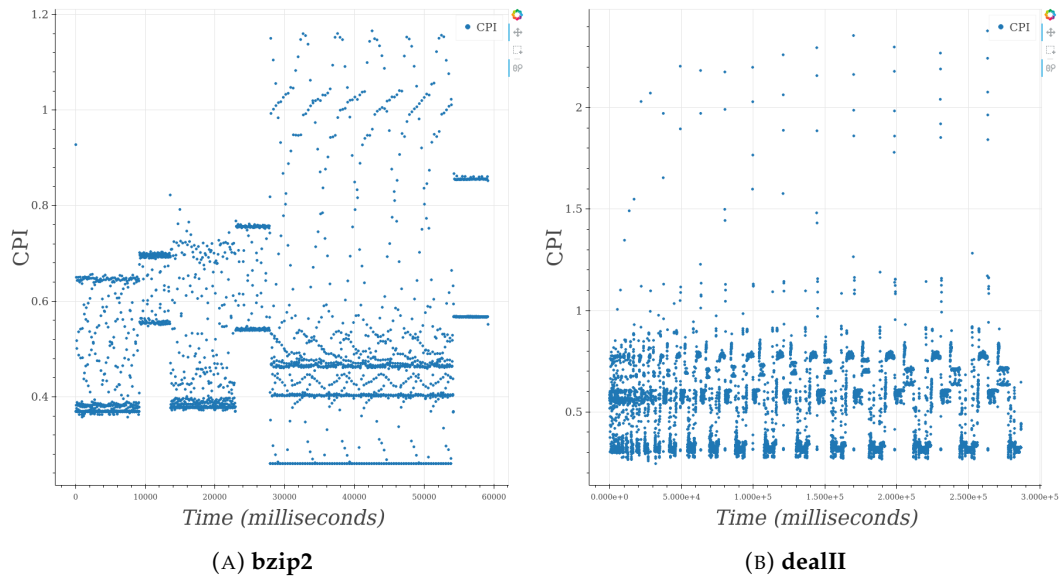 1.2
1
0.8
0.6
0.4
CPI
CPI
0
10000
20000
30000
40000
50000
60000
Time (milliseconds)
(A) bzip2
2
1.5
1
0.5
CPI
CPI
0.000e+0
5.000e+4
1.000e+5
1.500e+5
2.000e+5
2.500e+5
3.000e+5
Time (milliseconds)
(B) dealII